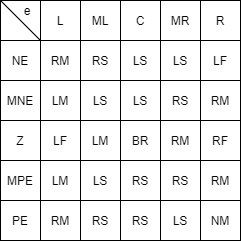 e L ML C MR R
NE RM RS LS LS LF
MNE LM LS LS RS RM
Z LF LM BR RM RF
MPE LM LS RS RS RM
PE RM RS RS LS NM